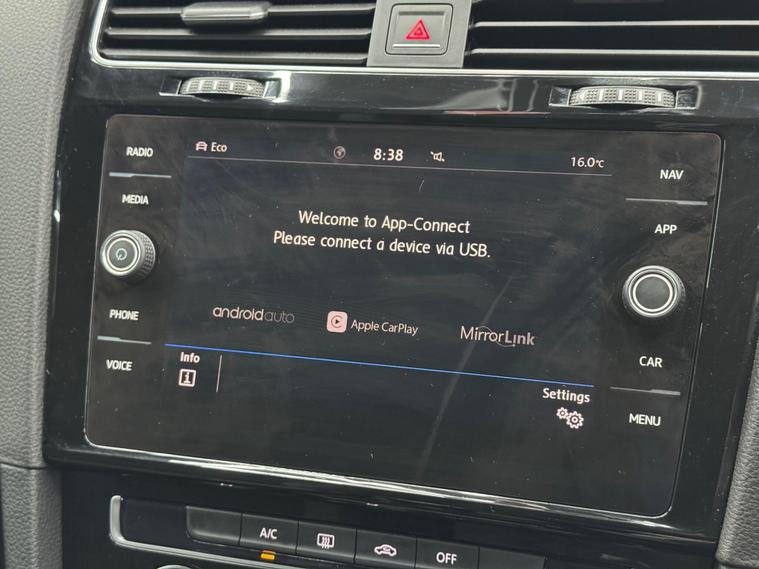 RADIO
Eco
8:38
16.0°C
NAV
MEDIA
APP
Welcome to App-Connect
Please connect a device via USB.
PHONE
androidauto
Apple CarPlay
MirrorLink
VOICE
Info
CAR
Settings
MENU
A/C
OFF